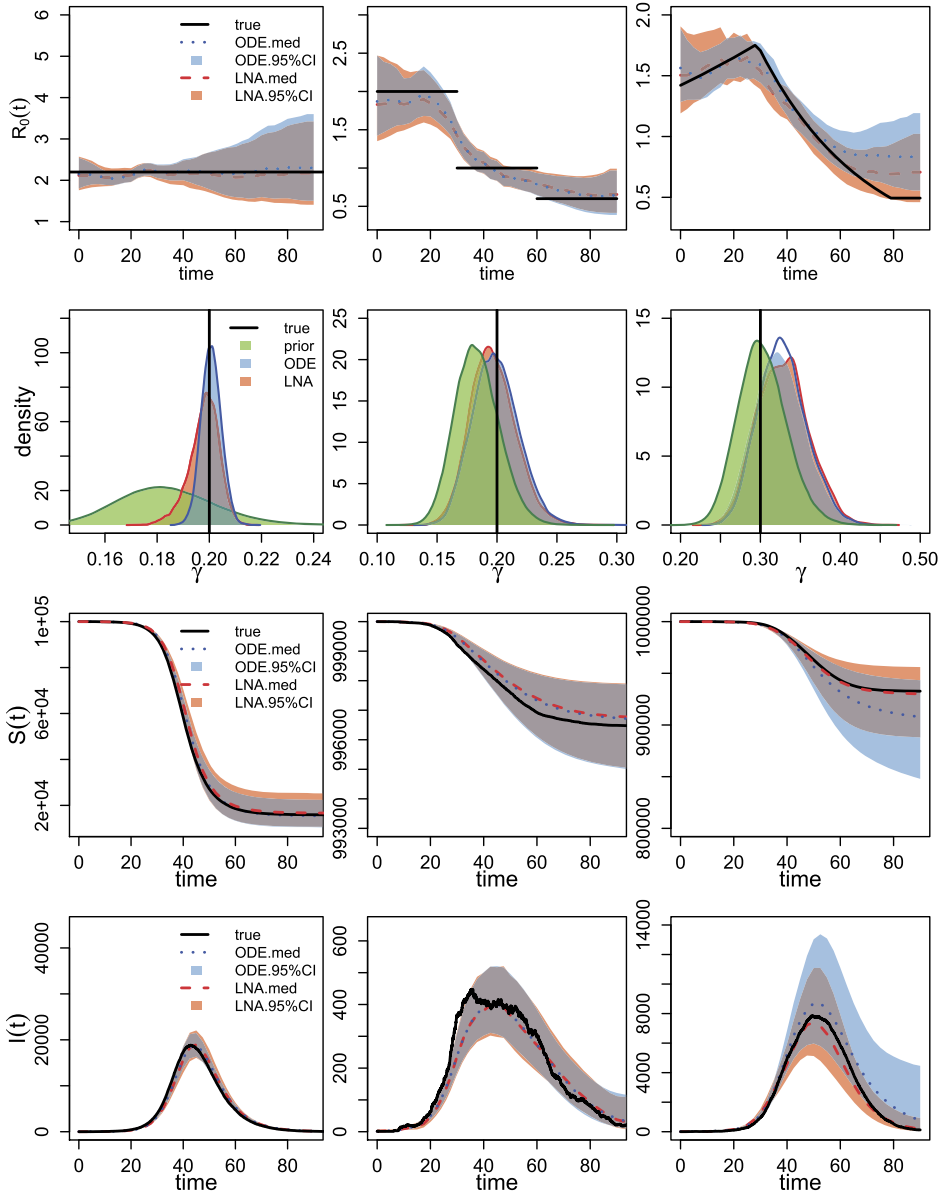 6
5
4
3
2
1
R₀(t)
true
ODE.med
ODE.95%CI
LNA.med
LNA.95%CI
0 20 40 60 80
time
2.5
1.5
0.5
0 20 40 60 80
time
2.0
1.5
1.0
0.5
0 20 40 60 80
time
100
60
20
0
density
true
prior
ODE
LNA
0.16 0.18 0.20 0.22 0.24
γ
25
20
15
10
5
0
0.10 0.15 0.20 0.25 0.30
γ
15
10
5
0
0.20 0.30 0.40 0.50
γ
1e+05
6e+04
2e+04
S(t)
true
ODE.med
ODE.95%CI
LNA.med
LNA.95%CI
0 20 40 60 80
time
999000
996000
993000
0 20 40 60 80
time
1000000
900000
800000
0 20 40 60 80
time
40000
20000
0
I(t)
true
ODE.med
ODE.95%CI
LNA.med
LNA.95%CI
0 20 40 60 80
time
600
400
200
0
0 20 40 60 80
time
14000
8000
4000
0
0 20 40 60 80
time